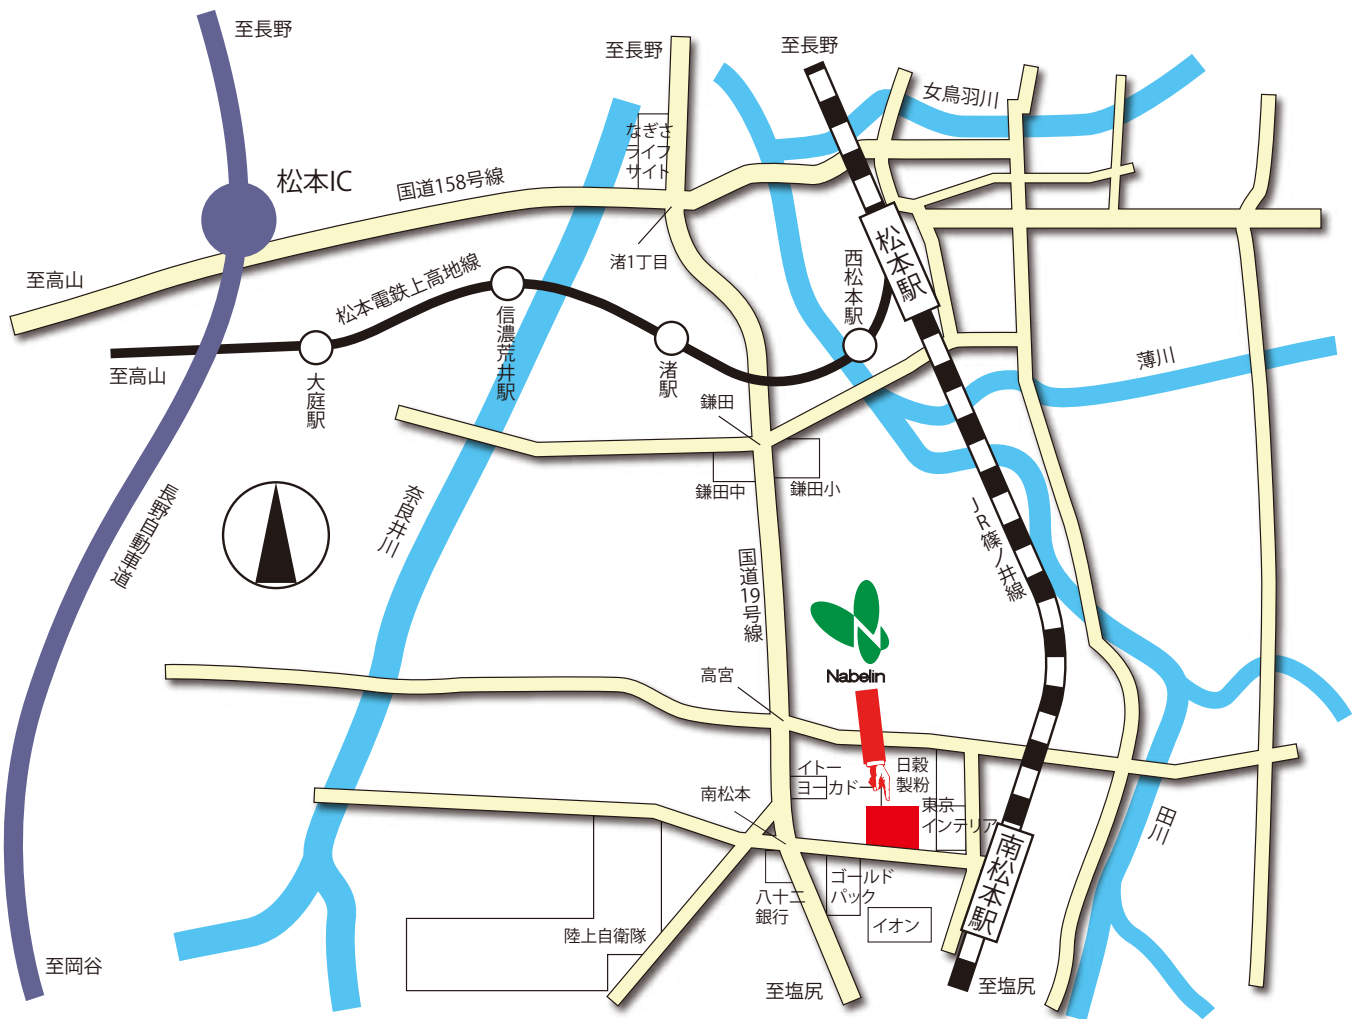 至長野
至長野
至長野
女鳥羽川
なぎさ
ライフ
サイト
松本IC
国道158号線
松本駅
渚1丁目
西松本駅
至高山
松本電鉄上高地線
信濃荒井駅
渚駅
薄川
至高山
大庭駅
鎌田
鎌田中
鎌田小
長野自動車道
奈良井川
JR篠ノ井線
国道19号線
Nabelin
高宮
イトー
ヨーカドー
日穀
製粉
南松本
東京
インテリア
田川
南松本駅
ゴールド
パック
八十二
銀行
イオン
陸上自衛隊
至岡谷
至塩尻
至塩尻